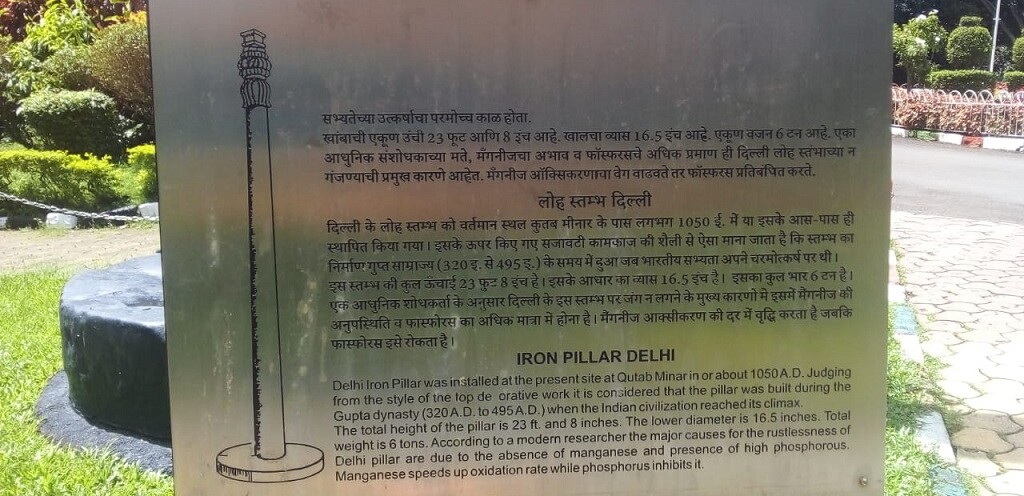 सभ्यतेच्या उत्कर्षाचा परमोच्च काळ होता.
खांबाची एकूण उंची 23 फूट आणि 8 इंच आहे. खालचा व्यास 16.5 इंच आहे. एकूण वजन 6 टन आहे. एका
आधुनिक संशोधकाच्या मते, मँगनीजचा अभाव व फॉस्फरसचे अधिक प्रमाण ही दिल्ली लोह स्तंभाच्या न
गंजण्याची प्रमुख कारणे आहेत. मँगनीज ऑक्सिकरणाचा वेग वाढवते तर फॉस्फरस प्रतिबंधित करते.
लोह स्तम्भ दिल्ली
दिल्ली के लोह स्तम्भ को वर्तमान स्थल कुतब मीनार के पास लगभग 1050 ई. में या इसके आस-पास ही
स्थापित किया गया। इसके ऊपर किए गए सजावटी कामकाज की शैली से ऐसा माना जाता है कि स्तम्भ का
निर्माण गुप्त साम्राज्य (320 इ. से 495 इ.) के समय में हुआ जब भारतीय सभ्यता अपने चरमोत्कर्ष पर थी।
इस स्तम्भ की कुल ऊँचाई 23 फुट 8 इंच है। इसके आधार का व्यास 16.5 इंच है। इसका कुल भार 6 टन है।
एक आधुनिक शोधकर्ता के अनुसार दिल्ली के इस स्तम्भ पर जंग न लगने के मुख्य कारणो मे इसमें मैंगनीज की
अनुपस्थिति व फास्फोरस का अधिक मात्रा में होना है। मैंगनीज आक्सीकरण की दर में वृद्धि करता है जबकि
फास्फोरस इसे रोकता है।
IRON PILLAR DELHI
Delhi Iron Pillar was installed at the present site at Qutab Minar in or about 1050 A.D. Judging
from the style of the top de orative work it is considered that the pillar was built during the
Gupta dynasty (320 A.D. to 495 A.D.) when the Indian civilization reached its climax.
The total height of the pillar is 23 ft. and 8 inches. The lower diameter is 16.5 inches. Total
weight is 6 tons. According to a modern researcher the major causes for the rustlessness of
Delhi pillar are due to the absence of manganese and presence of high phosphorous.
Manganese speeds up oxidation rate while phosphorus inhibits it.